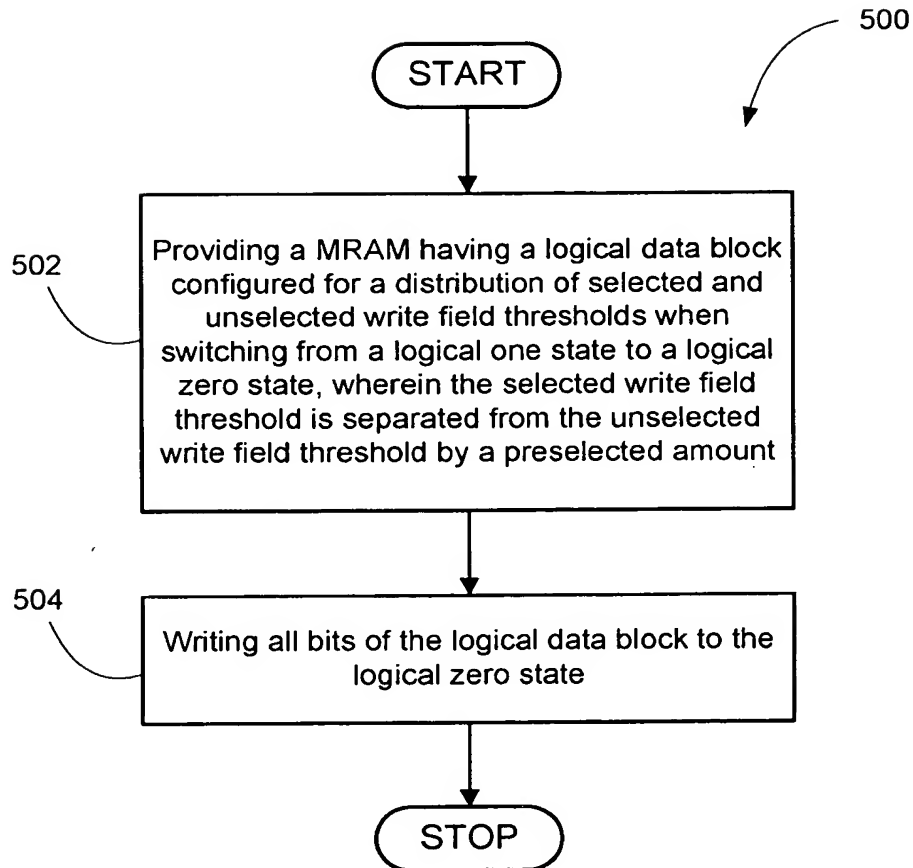 500
START
502
Providing a MRAM having a logical data block
configured for a distribution of selected and
unselected write field thresholds when
switching from a logical one state to a logical
zero state, wherein the selected write field
threshold is separated from the unselected
write field threshold by a preselected amount
504
Writing all bits of the logical data block to the
logical zero state
STOP